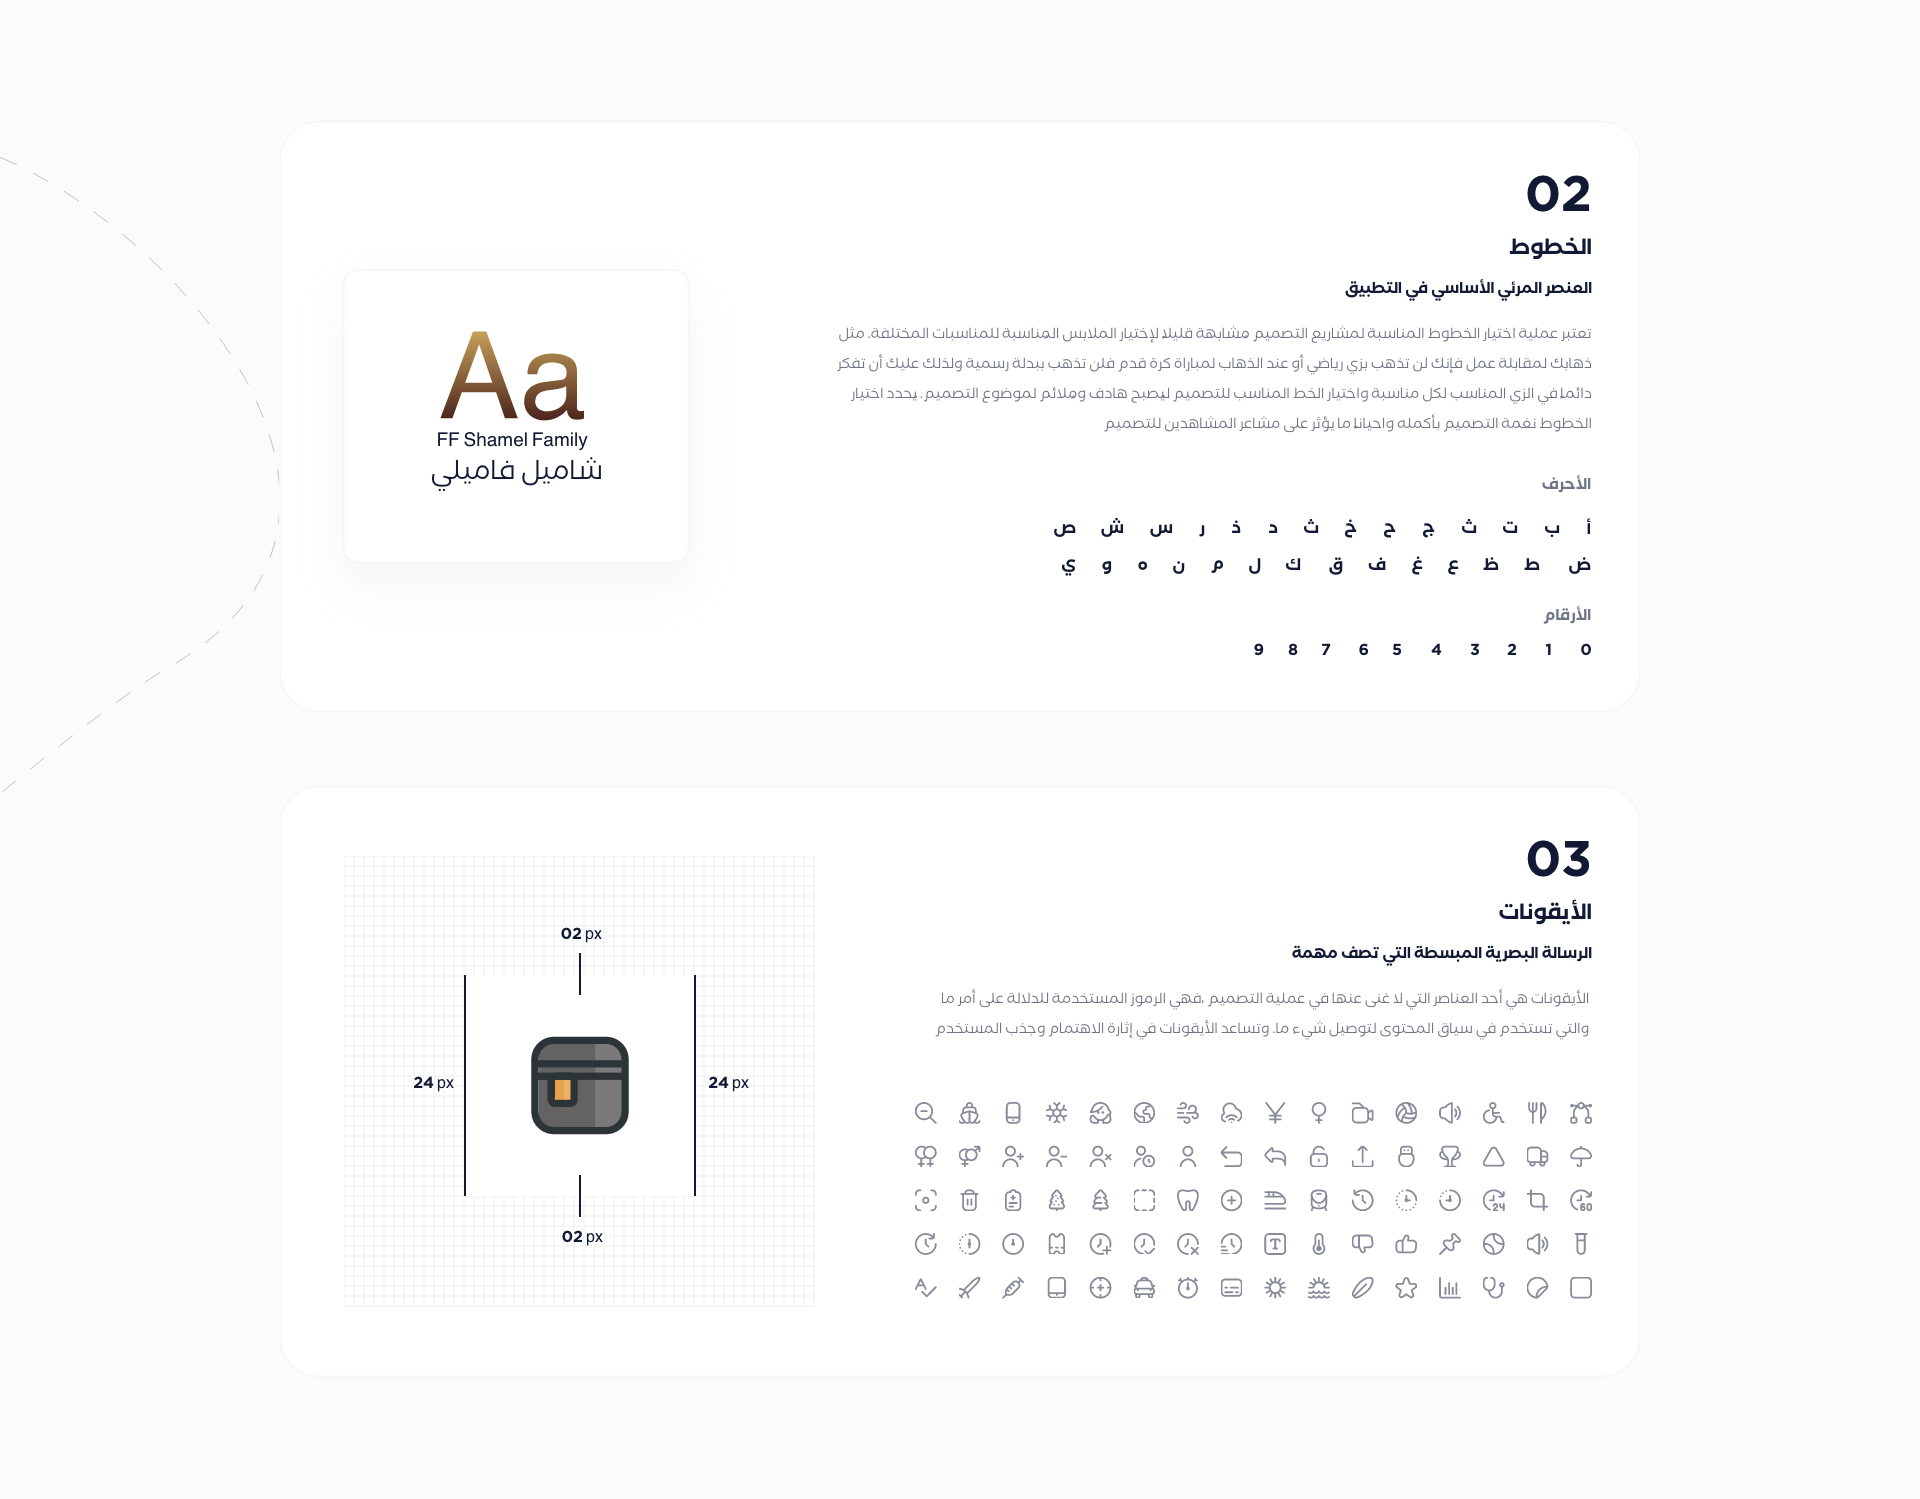 02
الخطوط
العنصر المرئي الأساسي في التطبيق
تعتبر عملية اختيار الخطوط المناسبة لمشاريع التصميم مشابهة قليلا لإختيار الملابس المناسبة للمناسبات المختلفة. مثل
ذهابك لمقابلة عمل فإنك لن تذهب بزي رياضي أو عند الذهاب لمباراة كرة قدم فلن تذهب ببدلة رسمية ولذلك عليك أن تفكر
دائما في الزي المناسب لكل مناسبة واختيار الخط المناسب للتصميم ليصبح هادف وملائم لموضوع التصميم. يحدد اختيار
الخطوط نغمة التصميم بأكمله واحيانا ما يؤثر على مشاعر المشاهدين للتصميم
الأحرف
أ ب ت ث ج ح خ ث د ذ ر س ش ص
ض ط ظ ع غ ف ق ك ل م ن ه و ي
الأرقام
0 1 2 3 4 5 6 7 8 9
Aa
FF Shamel Family
شاميل فاميلي
03
الأيقونات
الرسالة البصرية المبسطة التي تصف مهمة
الأيقونات هي أحد العناصر التي لا غنى عنها في عملية التصميم ،فهي الرموز المستخدمة للدلالة على أمر ما
والتي تستخدم في سياق المحتوى لتوصيل شيء ما. وتساعد الأيقونات في إثارة الاهتمام وجذب المستخدم
24
60
T
A
02 px
24 px
24 px
02 px